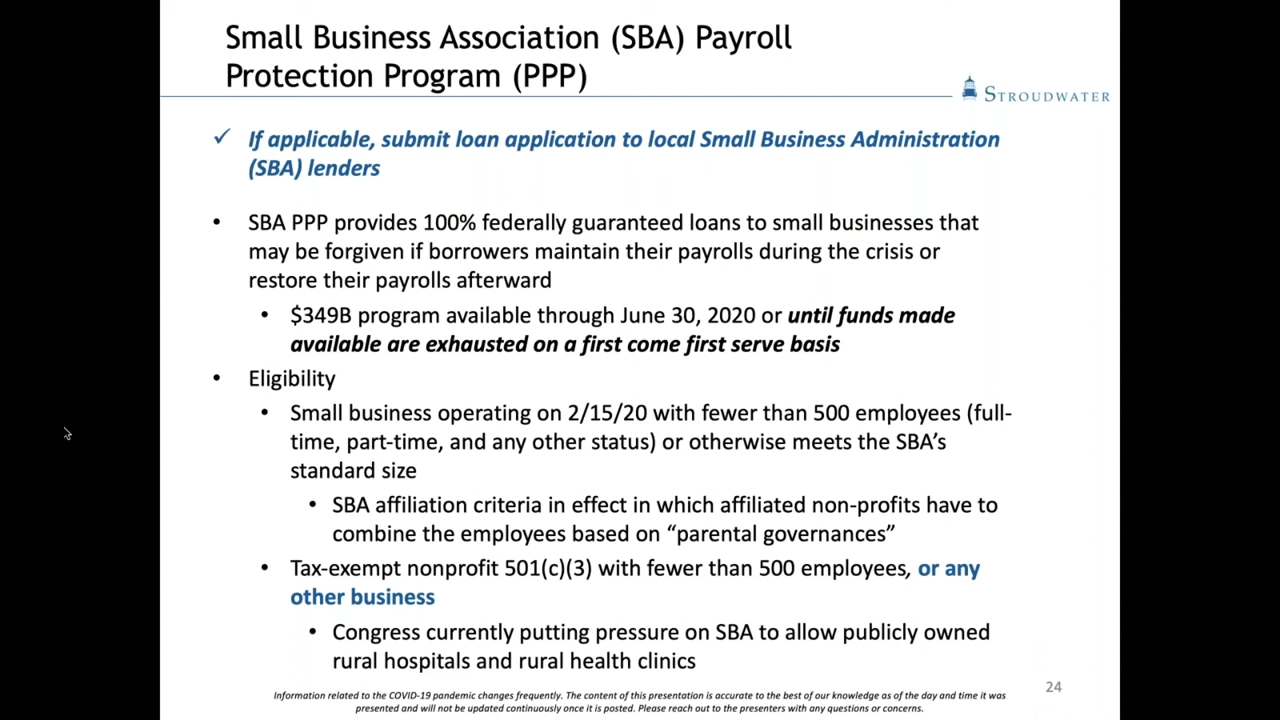 Small Business Association (SBA) Payroll
Protection Program (PPP)
STROUDWATER
✓ If applicable, submit loan application to local Small Business Administration
(SBA) lenders
• SBA PPP provides 100% federally guaranteed loans to small businesses that
may be forgiven if borrowers maintain their payrolls during the crisis or
restore their payrolls afterward
• $349B program available through June 30, 2020 or until funds made
available are exhausted on a first come first serve basis
• Eligibility
• Small business operating on 2/15/20 with fewer than 500 employees (full-
time, part-time, and any other status) or otherwise meets the SBA’s
standard size
• SBA affiliation criteria in effect in which affiliated non-profits have to
combine the employees based on “parental governances”
• Tax-exempt nonprofit 501(c)(3) with fewer than 500 employees, or any
other business
• Congress currently putting pressure on SBA to allow publicly owned
rural hospitals and rural health clinics
24
Information related to the COVID-19 pandemic changes frequently. The content of this presentation is accurate to the best of our knowledge as of the day and time it was
presented and will not be updated continuously once it is posted. Please reach out to the presenters with any questions or concerns.